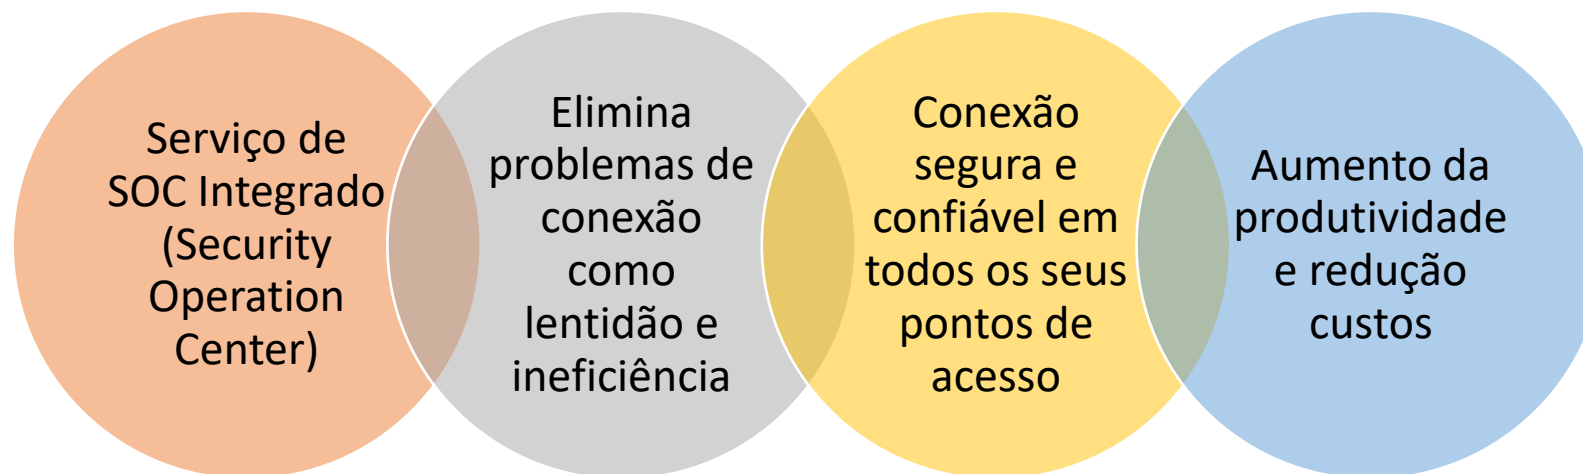 Serviço de
SOC Integrado
(Security
Operation
Center)
Elimina
problemas de
conexão
como
lentidão e
ineficiência
Conexão
segura e
confiável em
todos os seus
pontos de
acesso
Aumento da
produtividade
e redução
custos